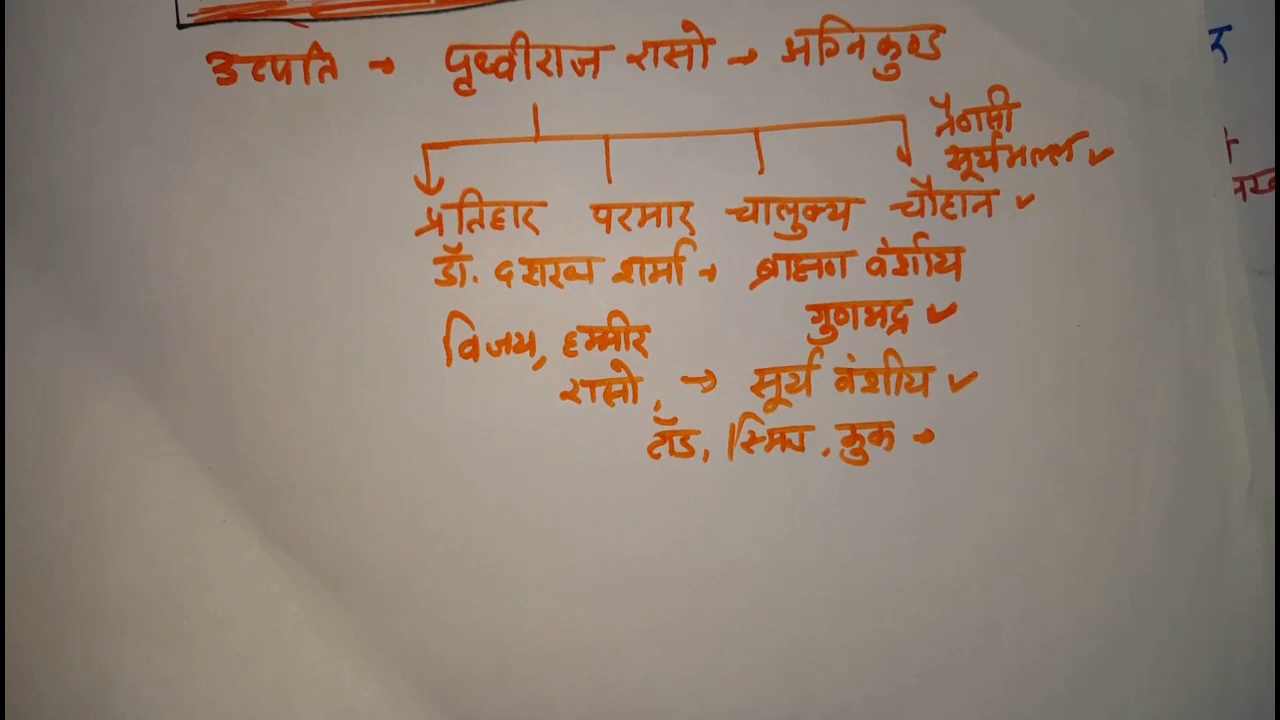 उत्पति → पृथ्वीराज रासो → अग्निकुण्ड
नैणसी
सूर्यमल्ल ✓
प्रतिहार परमार चालुक्य चौहान ✓
डॉ. दशरथ शर्मा → ब्राह्मण वंशीय
गुणभद्र ✓
विजय, हम्मीर
रासो, → सूर्य वंशीय ✓
टॉड, स्मिथ, कुक →
र